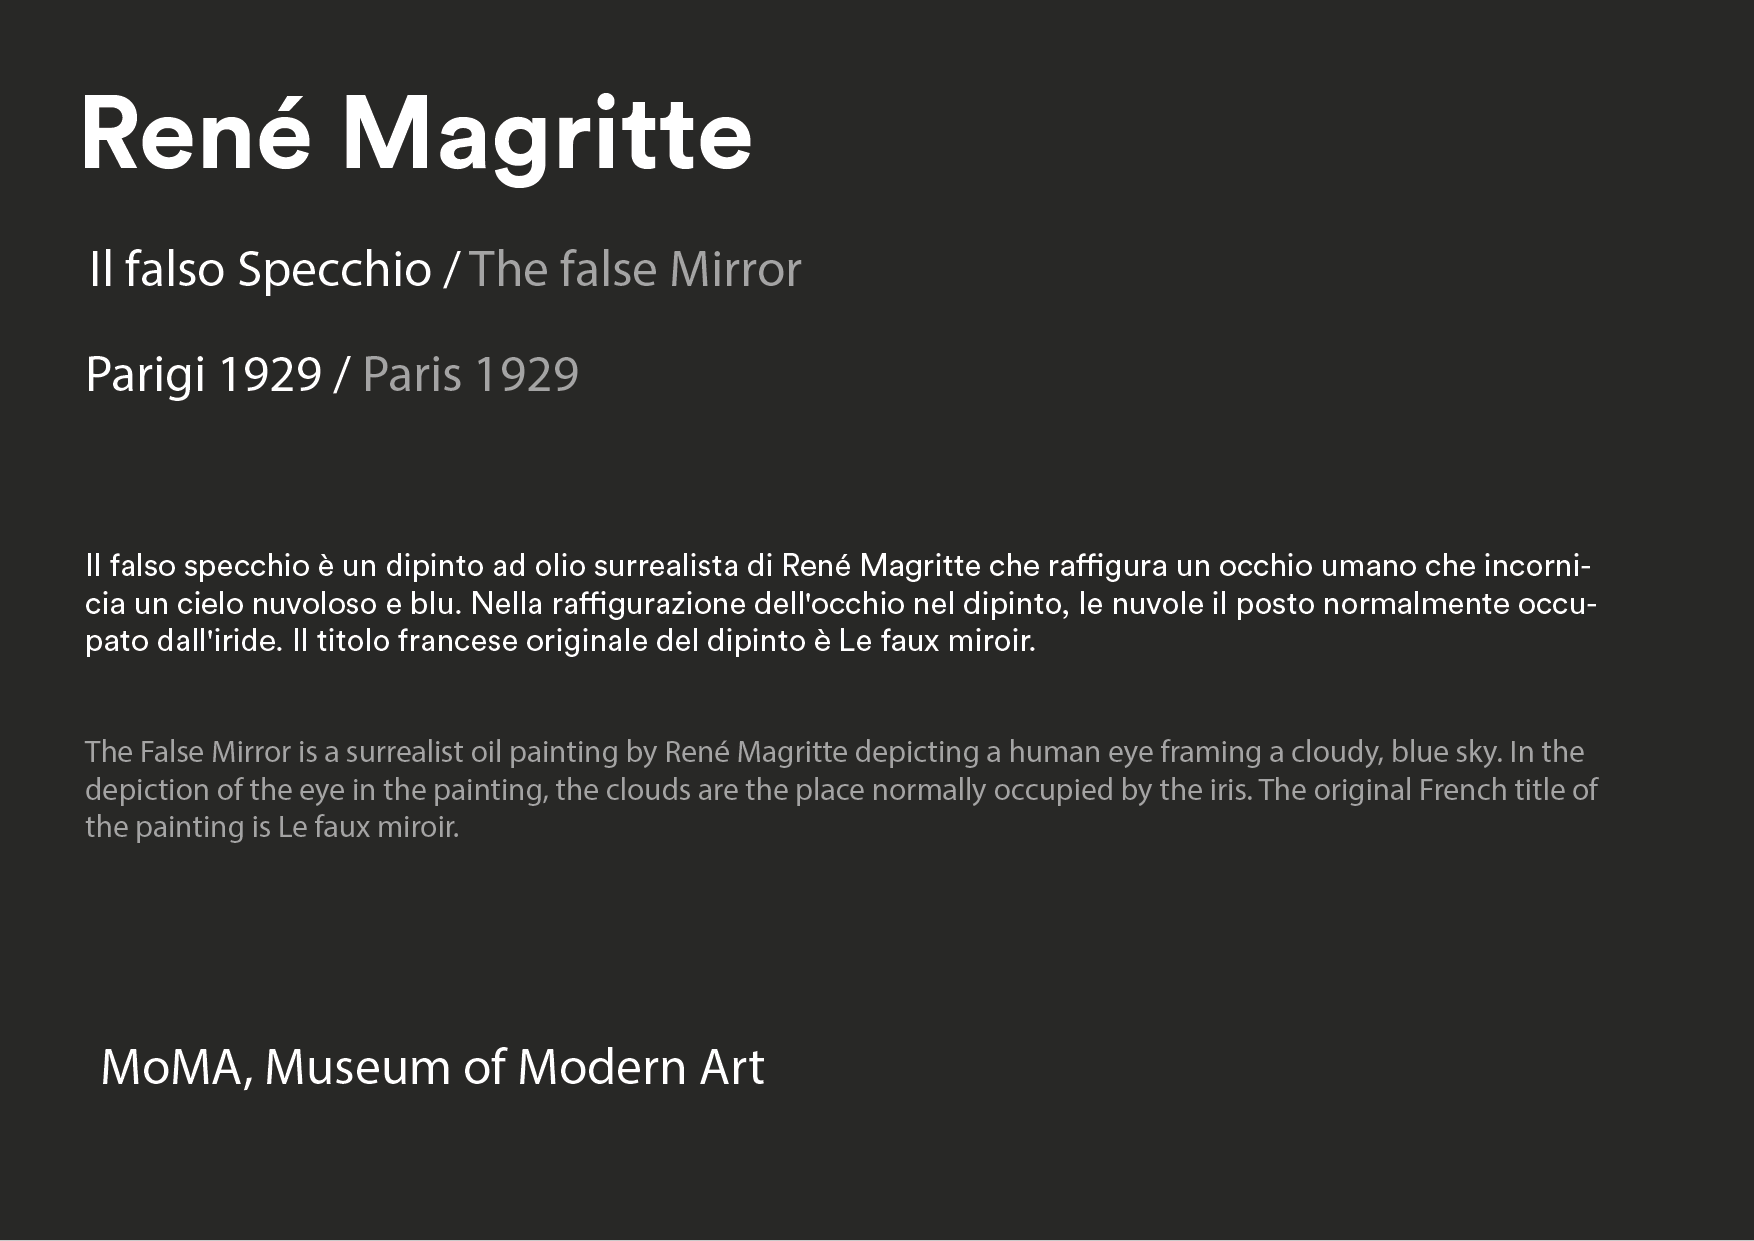 René Magritte
Il falso Specchio / The false Mirror
Parigi 1929 / Paris 1929
Il falso specchio è un dipinto ad olio surrealista di René Magritte che raffigura un occhio umano che incorni-
cia un cielo nuvoloso e blu. Nella raffigurazione dell'occhio nel dipinto, le nuvole il posto normalmente occu-
pato dall'iride. Il titolo francese originale del dipinto è Le faux miroir.
The False Mirror is a surrealist oil painting by René Magritte depicting a human eye framing a cloudy, blue sky. In the
depiction of the eye in the painting, the clouds are the place normally occupied by the iris. The original French title of
the painting is Le faux miroir.
MoMA, Museum of Modern Art